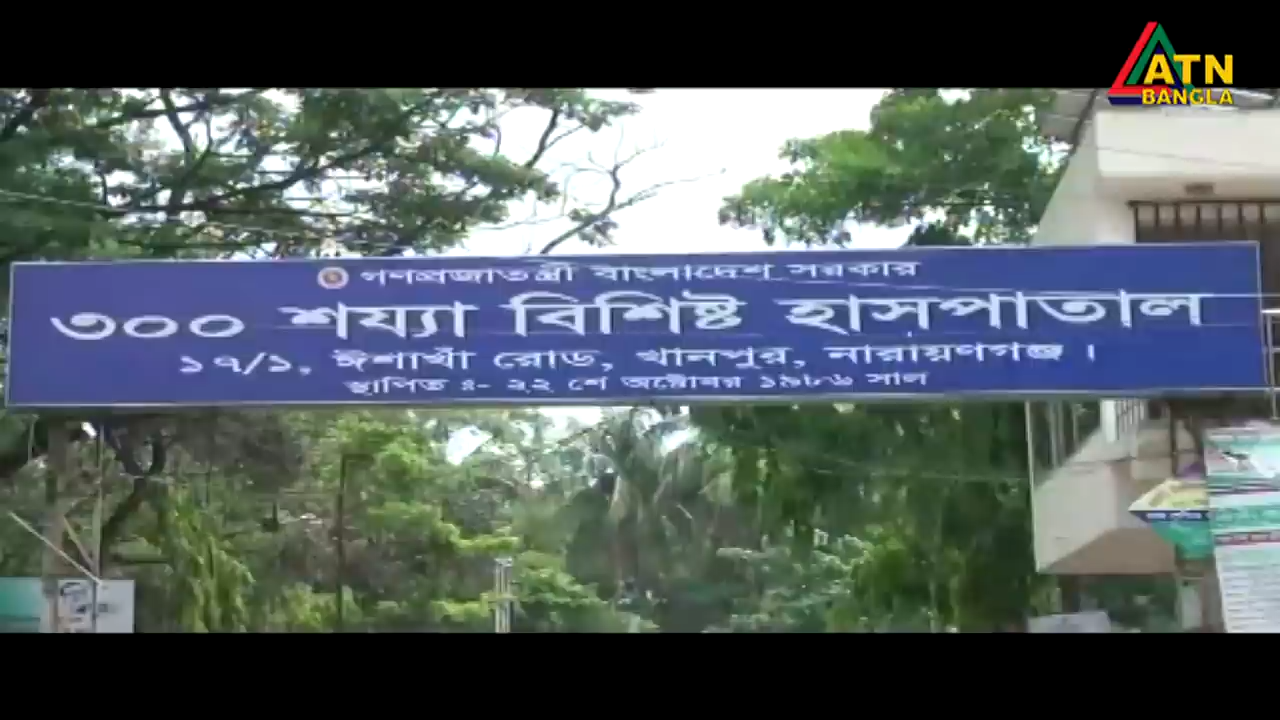 ATN
BANGLA
গণপ্রজাতন্ত্রী বাংলাদেশ সরকার
৩০০ শয্যা বিশিষ্ট হাসপাতাল
১৭/১, ঈশাখাঁ রোড, খানপুর, নারায়ণগঞ্জ।
স্থাপিত ঃ- ২২ শে অক্টোবর ১৯৮৬ সাল